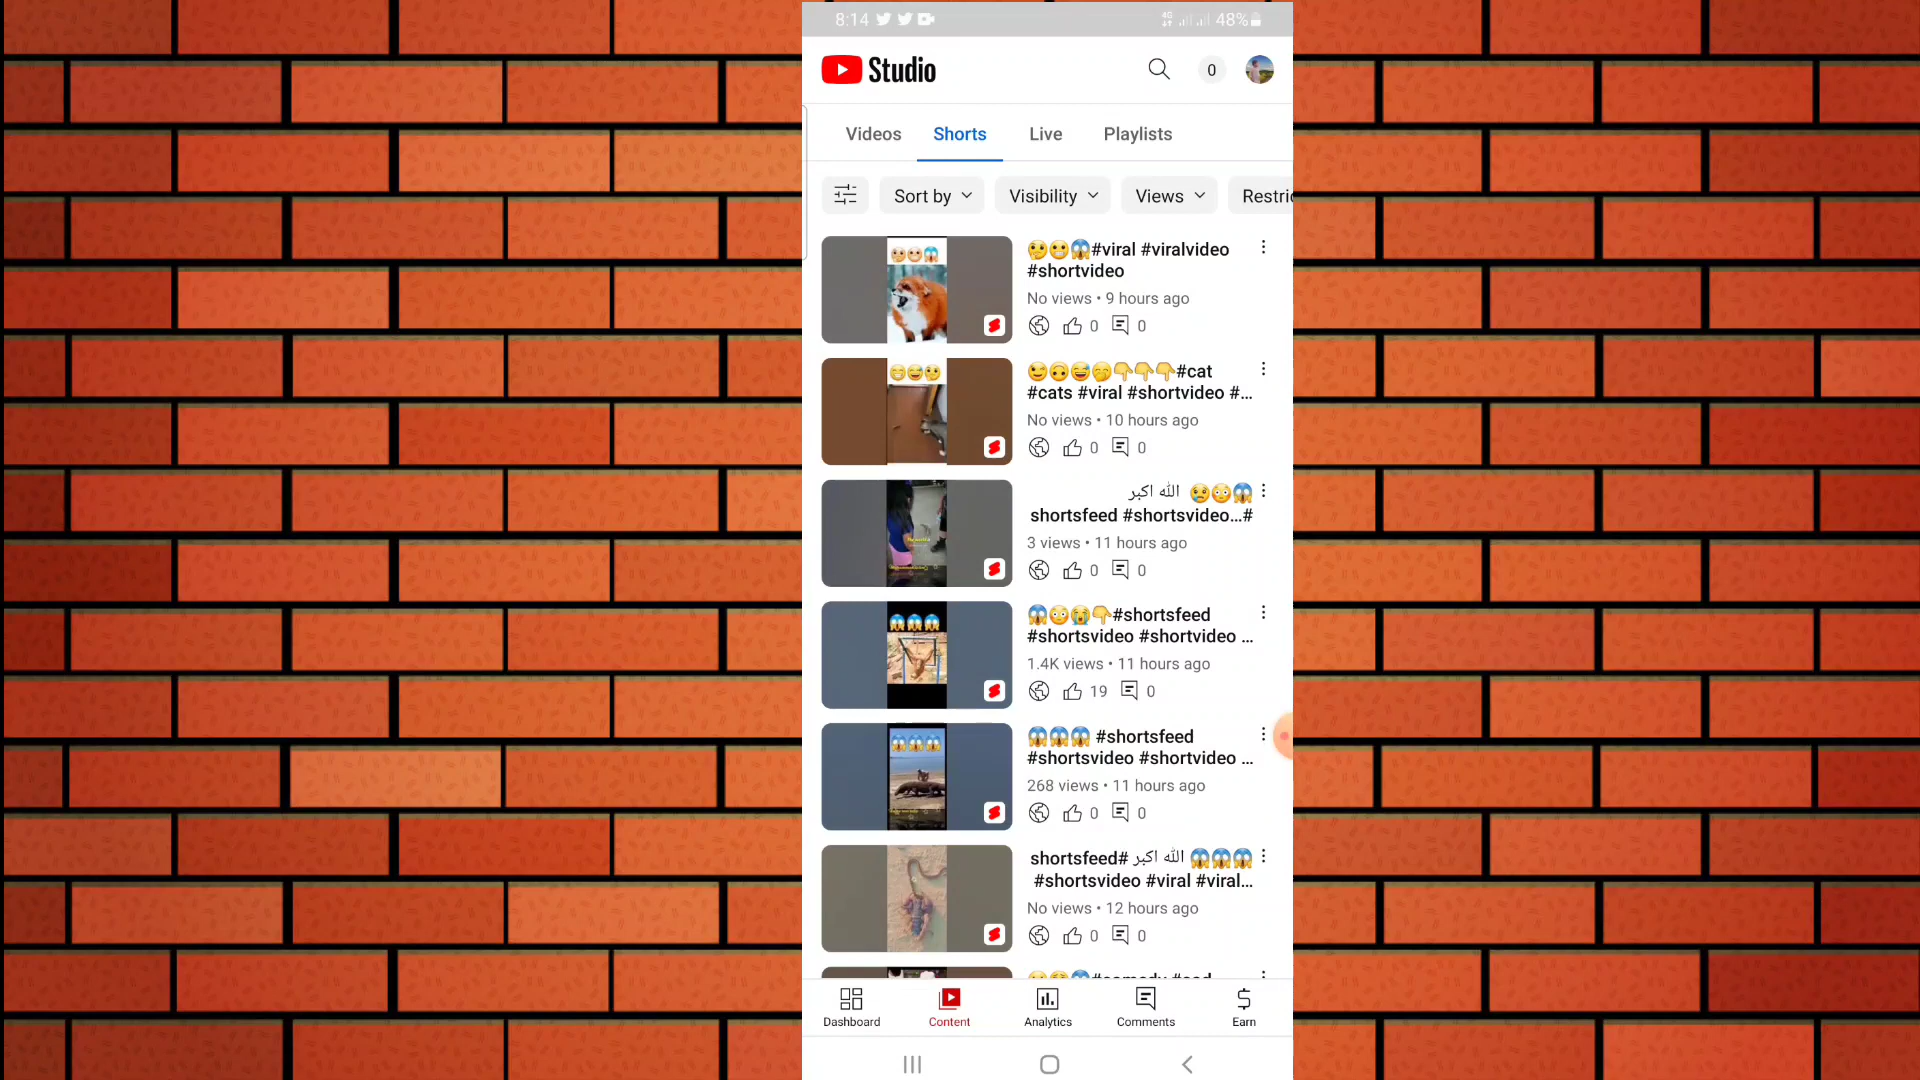 8:14
4G
48%
Studio
0
Videos
Shorts
Live
Playlists
Sort by
Visibility
Views
🤔😬😱#viral #viralvideo
#shortvideo
No views • 9 hours ago
0
0
😉🙃😅🤭👇👇👇#cat
#cats #viral #shortvideo #...
No views • 10 hours ago
0
0
😱😳😢 الله اكبر
#shortsfeed #shortsvideo...
3 views • 11 hours ago
0
0
😱😳😭👇#shortsfeed
#shortsvideo #shortvideo ...
1.4K views • 11 hours ago
19
0
😱😱😱 #shortsfeed
#shortsvideo #shortvideo ...
268 views • 11 hours ago
0
0
😱😱😱 الله اكبر #shortsfeed
#shortsvideo #viral #viral...
No views • 12 hours ago
0
0
Dashboard
Content
Analytics
Comments
Earn